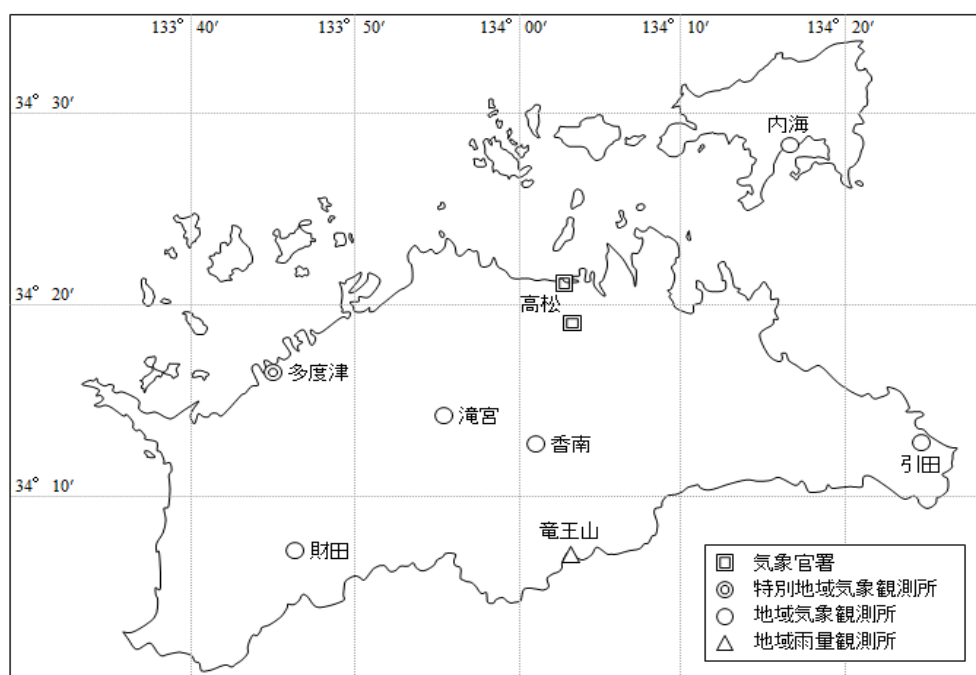 133° 40′
133° 50′
134° 00′
134° 10′
134° 20′
34° 30′
内海
34° 20′
高松
多度津
滝宮
香南
引田
34° 10′
竜王山
財田
気象官署
特別地域気象観測所
地域気象観測所
地域雨量観測所